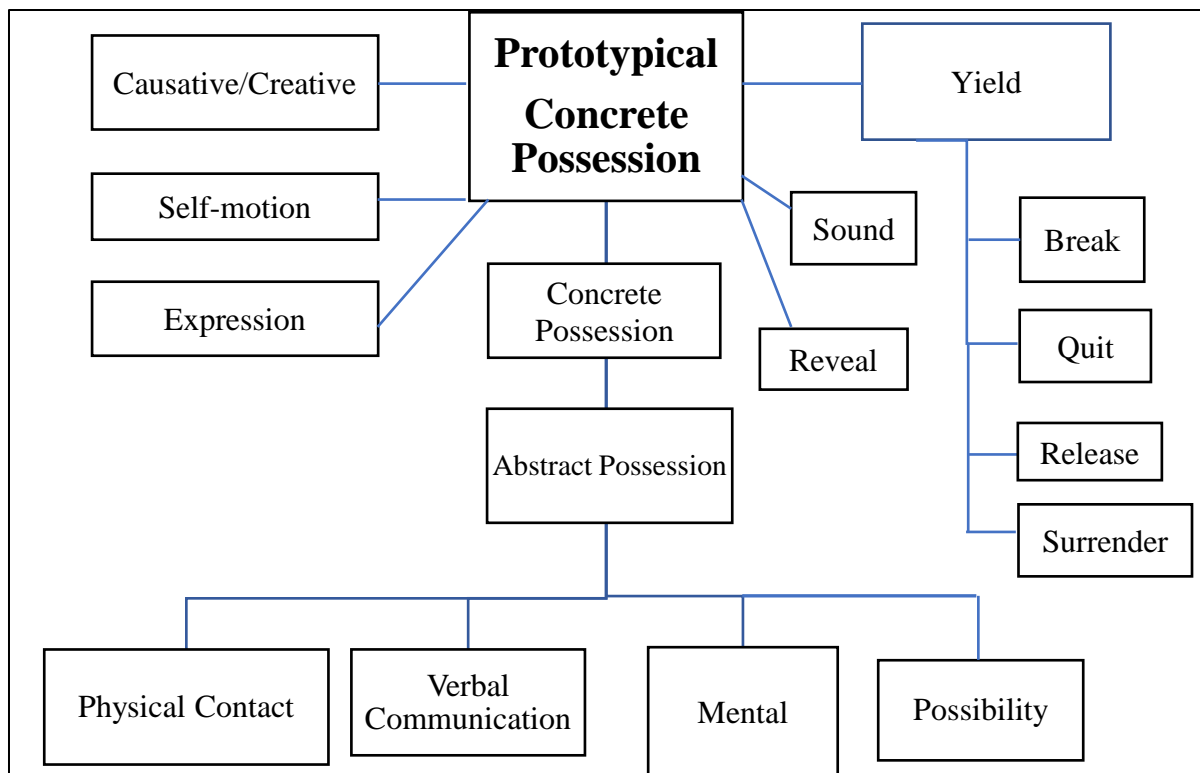 Prototypical
Concrete
Possession
Causative/Creative
Yield
Self-motion
Sound
Break
Expression
Concrete
Possession
Reveal
Quit
Abstract Possession
Release
Surrender
Physical Contact
Verbal
Communication
Mental
Possibility